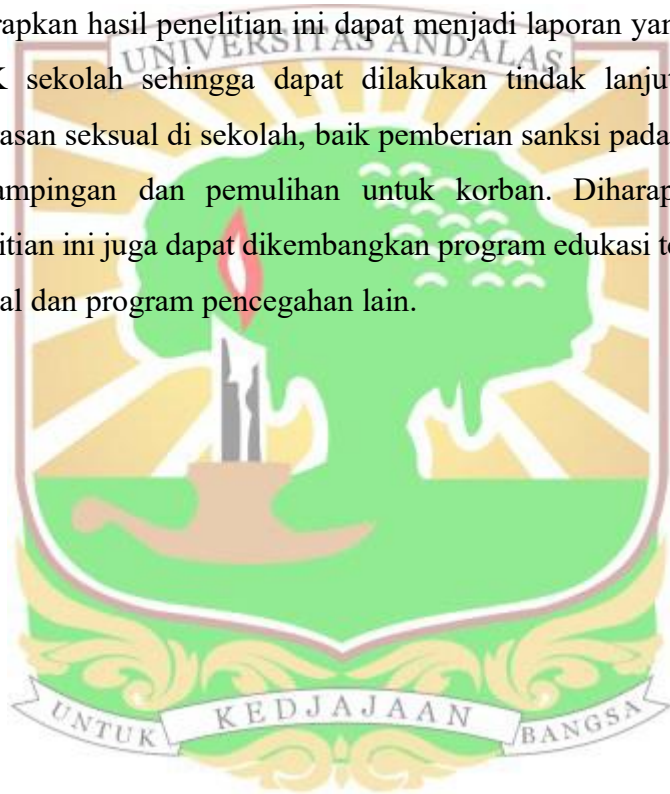 rapkan hasil penelitian ini dapat menjadi laporan yan
UNIVERSITAS ANDALAS
K sekolah sehingga dapat dilakukan tindak lanjut
asan seksual di sekolah, baik pemberian sanksi pada
ampingan dan pemulihan untuk korban. Diharap
itian ini juga dapat dikembangkan program edukasi te
al dan program pencegahan lain.
UNTUK KEDJAJAAN BANGSA